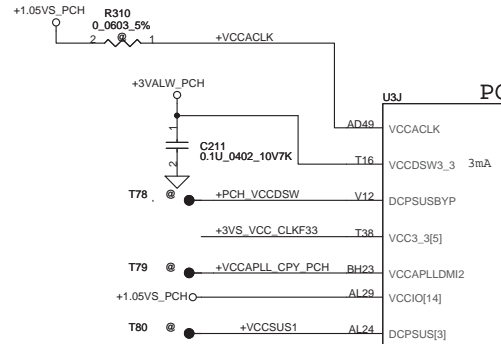 +1.05VS_PCH
R310
0_0603_5%
@
2 1 +VCCACLK
+3VALW_PCH
U3J PC
1
C211
0.1U_0402_10V7K
2
AD49 VCCACLK
T16 VCCDSW3_3 3mA
T78 @ +PCH_VCCDSW V12 DCPSUSBYP
+3VS_VCC_CLKF33 T38 VCC3_3[5]
T79 @ +VCCAPLL_CPY_PCH BH23 VCCAPLLDMI2
+1.05VS_PCH AL29 VCCIO[14]
T80 @ +VCCSUS1 AL24 DCPSUS[3]